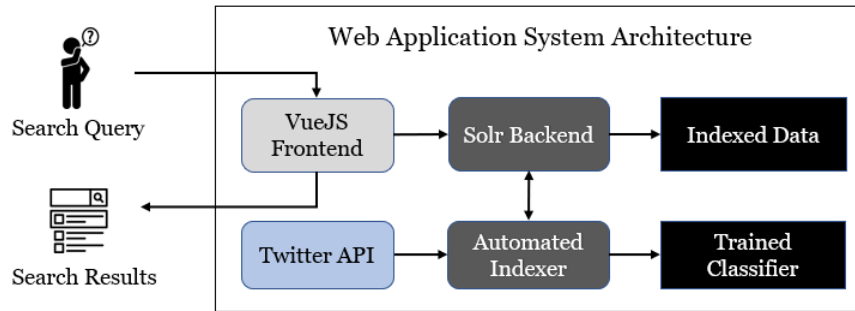 Web Application System Architecture
Search Query
VueJS
Frontend
Solr Backend
Indexed Data
Search Results
Twitter API
Automated
Indexer
Trained
Classifier